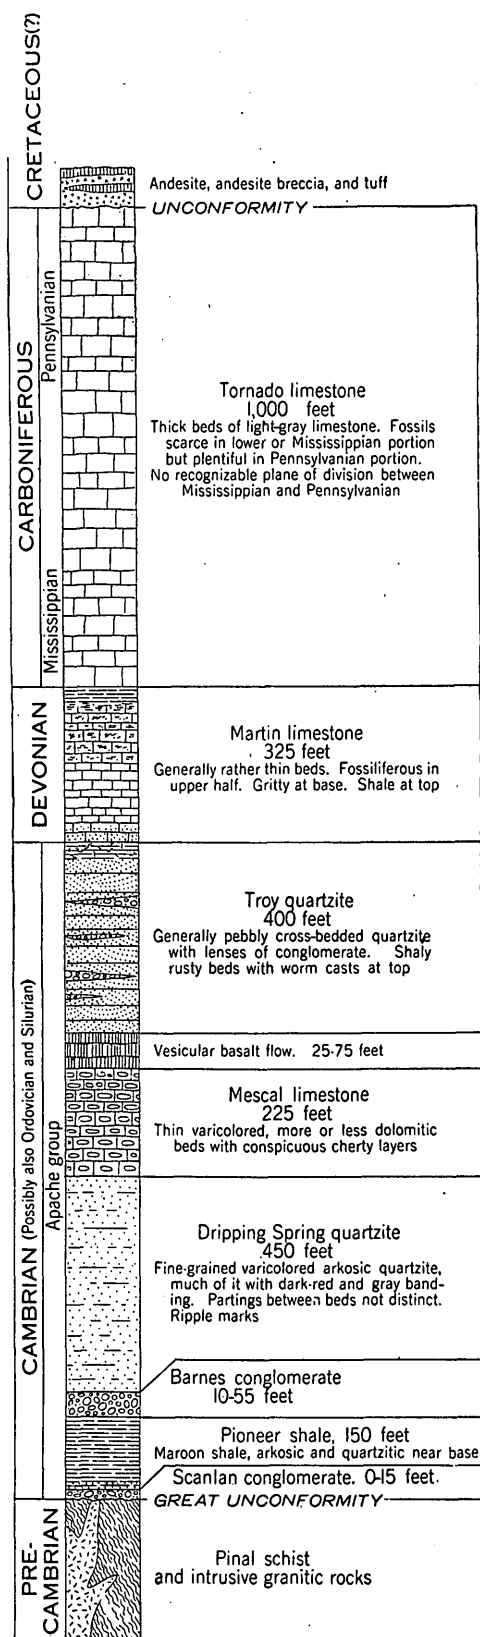 CRETACEOUS(?)
Andesite, andesite breccia, and tuff
UNCONFORMITY
CARBONIFEROUS
Pennsylvanian
Mississippian
Tornado limestone
1,000 feet
Thick beds of light-gray limestone. Fossils
scarce in lower or Mississippian portion
but plentiful in Pennsylvanian portion.
No recognizable plane of division between
Mississippian and Pennsylvanian
DEVONIAN
Martin limestone
325 feet
Generally rather thin beds. Fossiliferous in
upper half. Gritty at base. Shale at top
CAMBRIAN (Possibly also Ordovician and Silurian)
Apache group
Troy quartzite
400 feet
Generally pebbly cross-bedded quartzite
with lenses of conglomerate. Shaly
rusty beds with worm casts at top
Vesicular basalt flow. 25-75 feet
Mescal limestone
225 feet
Thin varicolored, more or less dolomitic
beds with conspicuous cherty layers
Dripping Spring quartzite
450 feet
Fine-grained varicolored arkosic quartzite,
much of it with dark-red and gray band-
ing. Partings between beds not distinct.
Ripple marks
Barnes conglomerate
10-55 feet
Pioneer shale, 150 feet
Maroon shale, arkosic and quartzitic near base
Scanlan conglomerate. 0-15 feet.
GREAT UNCONFORMITY
PRE-
CAMBRIAN
Pinal schist
and intrusive granitic rocks